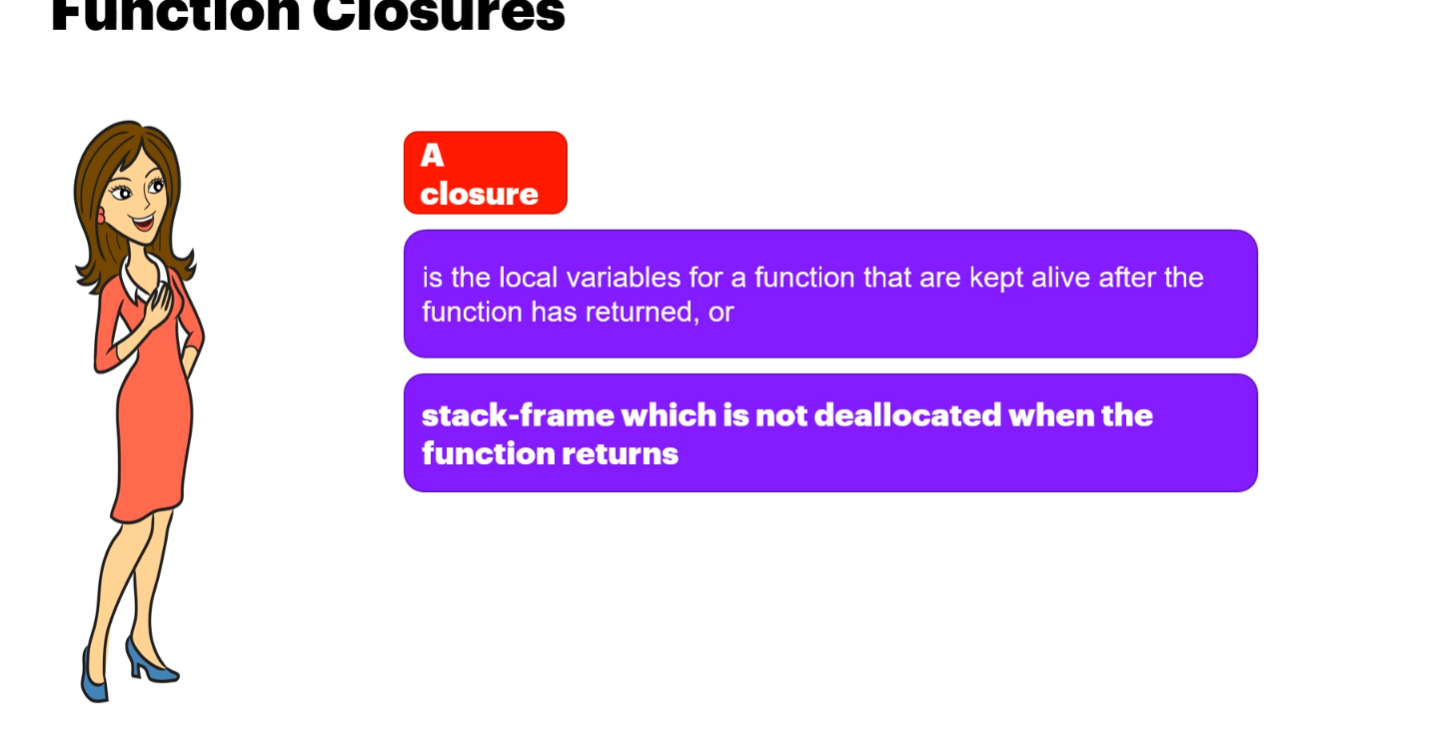 Function Closures
A
closure
is the local variables for a function that are kept alive after the
function has returned, or
stack-frame which is not deallocated when the
function returns